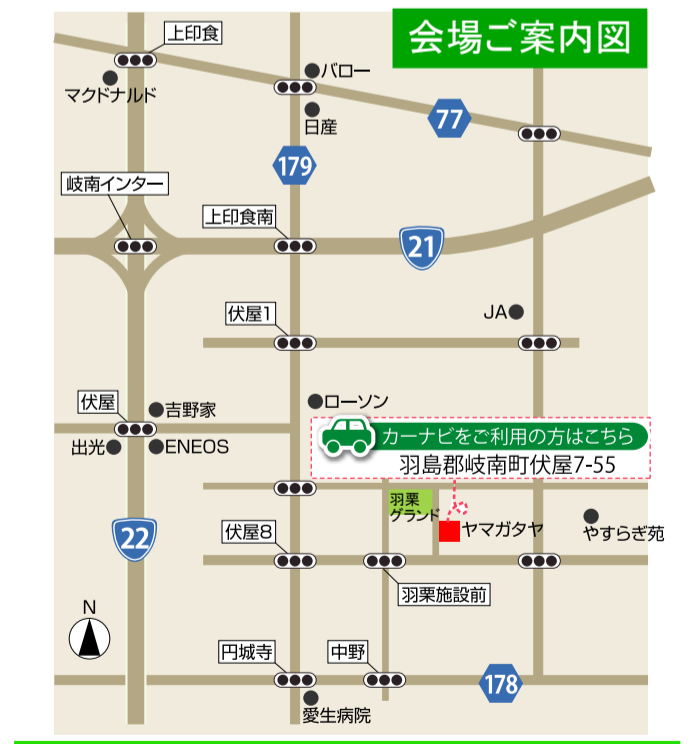 会場ご案内図
上印食
バロー
マクドナルド
日産
77
179
岐南インター
上印食南
21
伏屋1
JA
伏屋
吉野家
ローソン
出光
ENEOS
カーナビをご利用の方はこちら
羽島郡岐南町伏屋7-55
羽栗
グランド
ヤマガタヤ
やすらぎ苑
22
伏屋8
羽栗施設前
N
円城寺
中野
178
愛生病院